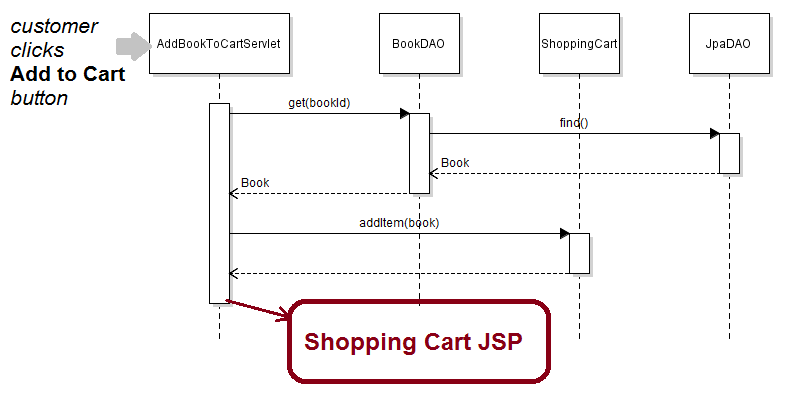 customer
clicks
Add to Cart
button
AddBookToCartServlet
BookDAO
ShoppingCart
JpaDAO
get(bookId)
find()
Book
Book
addItem(book)
Shopping Cart JSP